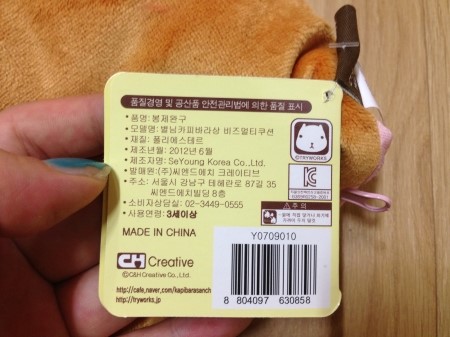 품질경영 및 공산품 안전관리법에 의한 품질 표시
•품명: 봉제완구
•모델명: 별님카피바라상 비즈멀티쿠션
•재질: 폴리에스테르
•제조년월: 2012년 6월
•제조자명: SeYoung Korea Co., Ltd.
•발매원: (주)씨엔드에치 크레이티브
•주소: 서울시 강남구 테헤란로 87길 35
씨엔드에치빌딩 8층
•소비자상담실: 02-3449-0555
•사용연령: 3세이상
MADE IN CHINA
CH Creative
ⓒC&H Creative Co., Ltd.
http://cafe.naver.com/kapibarasanch
http://tryworks.jp
ⓒTRYWORKS
주 의
Y0709010
8 804097 630858